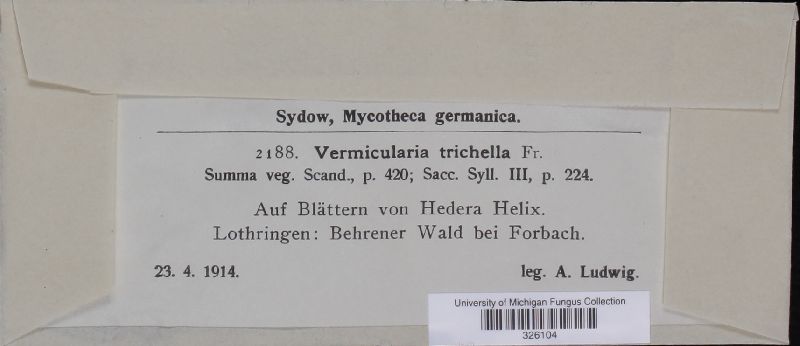 Sydow, Mycotheca germanica.
2188. Vermicularia trichella Fr.
Summa veg. Scand., p. 420; Sacc. Syll. III, p. 224.
Auf Blättern von Hedera Helix.
Lothringen: Behrener Wald bei Forbach.
23. 4. 1914. leg. A. Ludwig.
University of Michigan Fungus Collection
326104